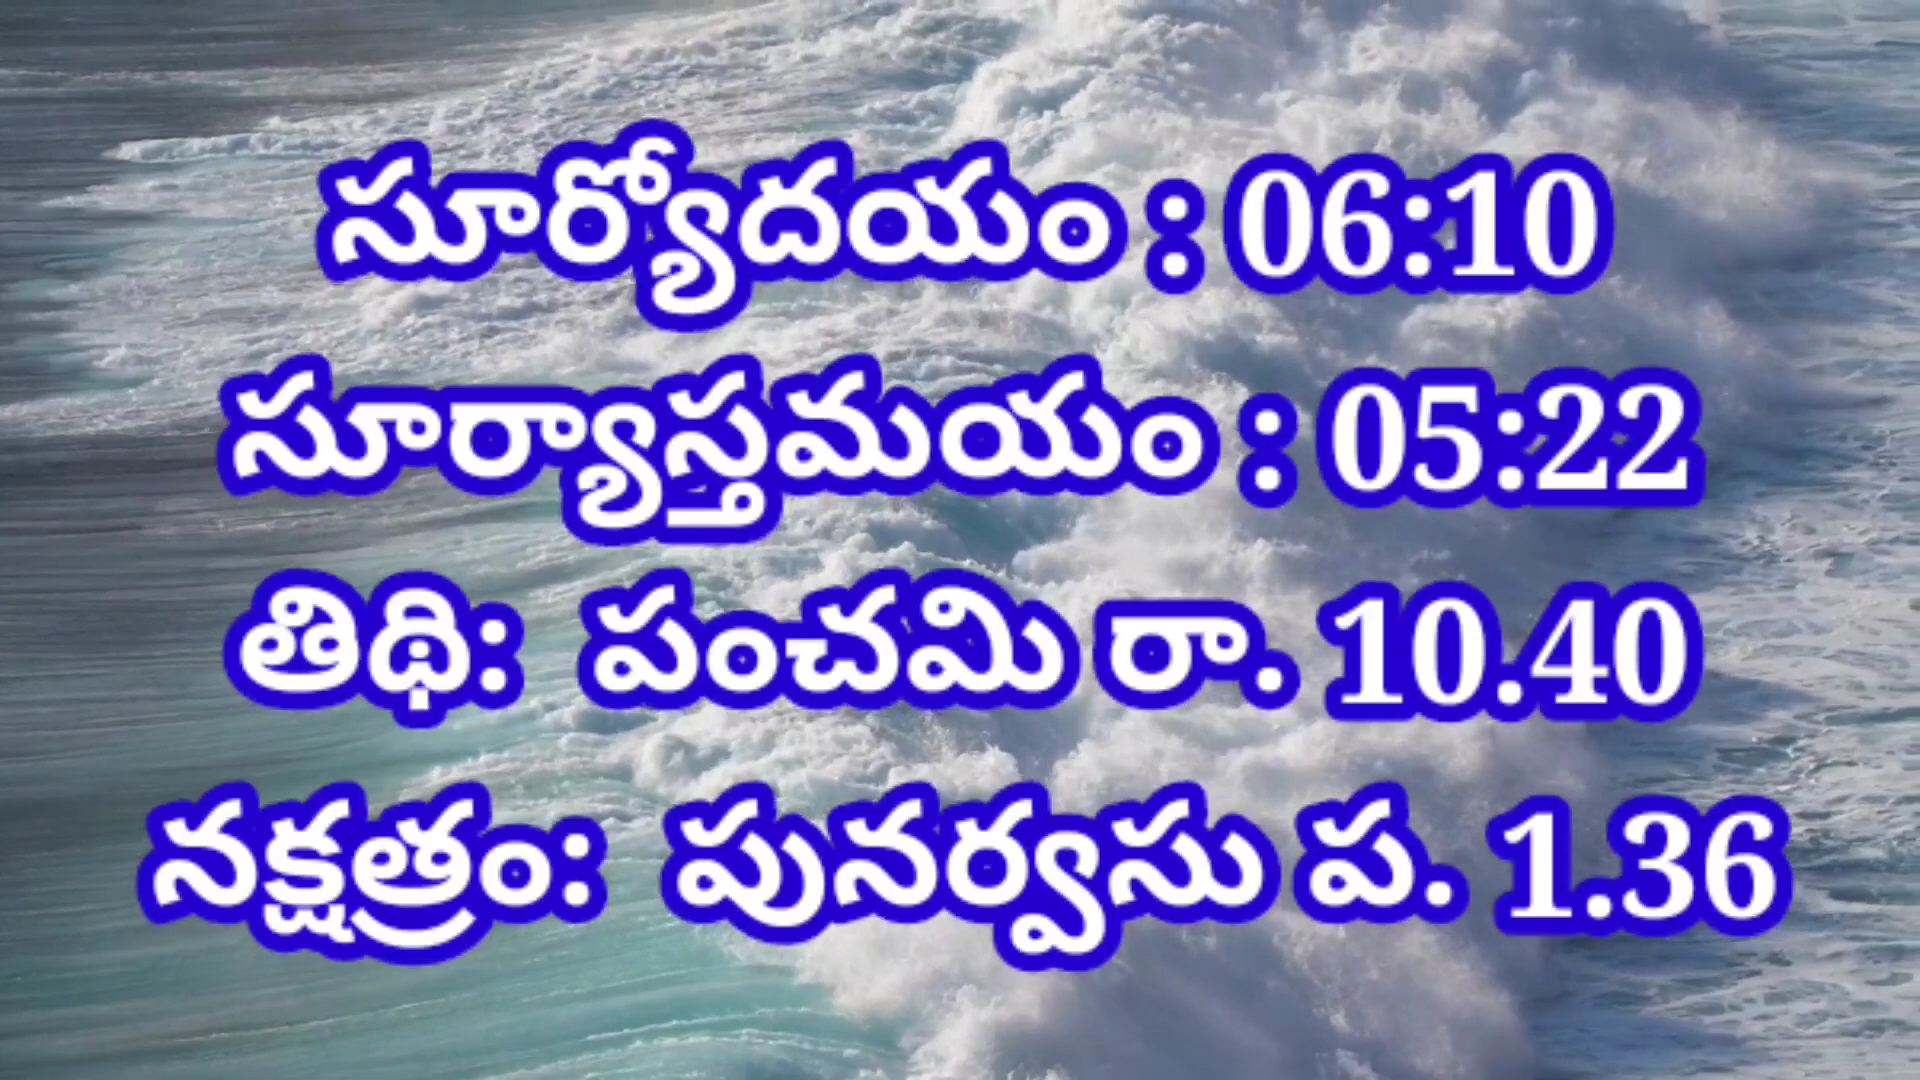 సూర్యోదయం : 06:10
సూర్యాస్తమయం : 05:22
తిథి:  పంచమి రా. 10.40
నక్షత్రం:  పునర్వసు ప. 1.36